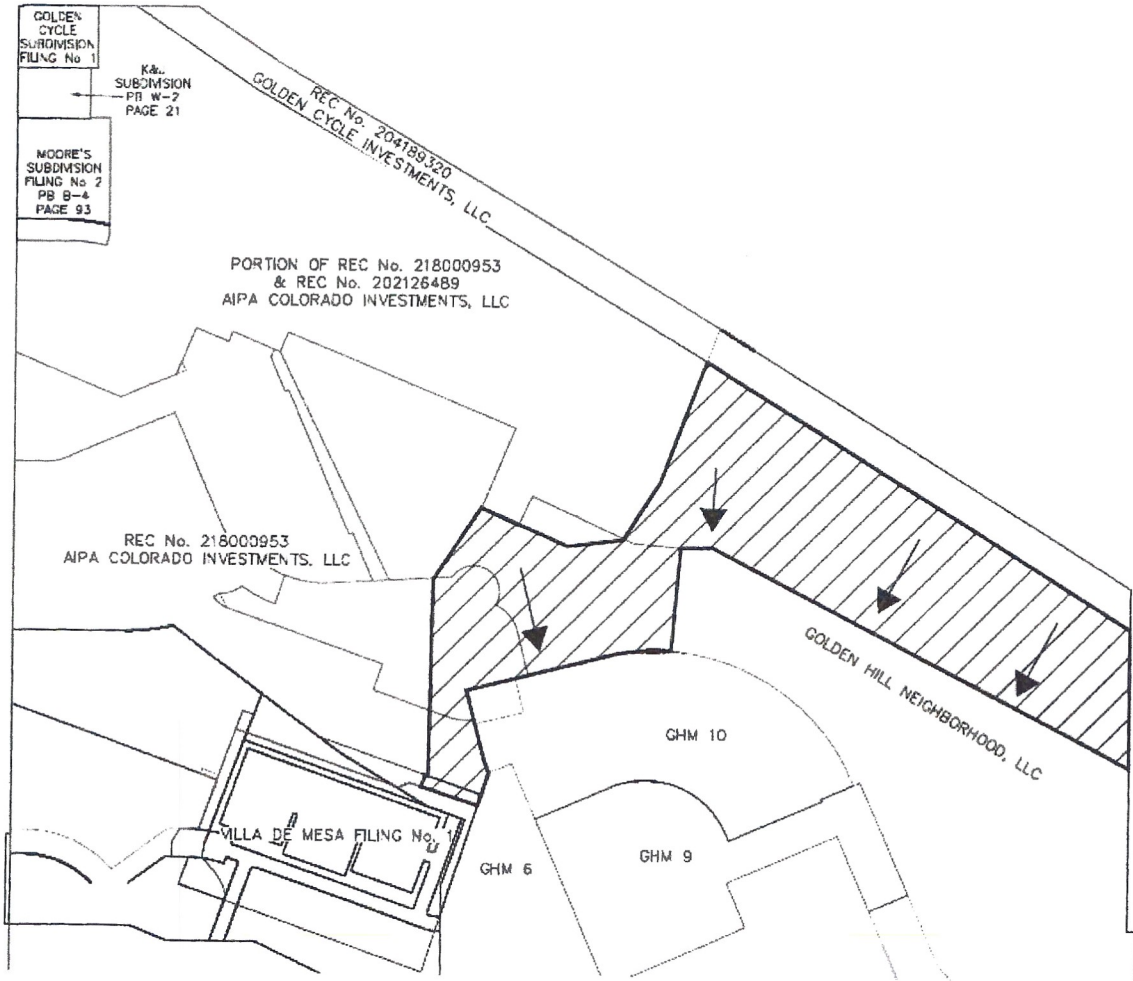 GOLDEN
CYCLE
SUBDIVISION
FILING No 1
SUBDIVISION
PB W-2
PAGE 21
MOORE'S
SUBDIVISION
FILING No 2
PB B-4
PAGE 93
REC No. 204189320
GOLDEN CYCLE INVESTMENTS, LLC
PORTION OF REC No. 218000953
& REC No. 202126489
AIPA COLORADO INVESTMENTS, LLC
REC No. 218000953
AIPA COLORADO INVESTMENTS. LLC
GOLDEN HILL NEIGHBORHOOD, LLC
GHM 10
VILLA DE MESA FILING No. 1
GHM 9
GHM 6